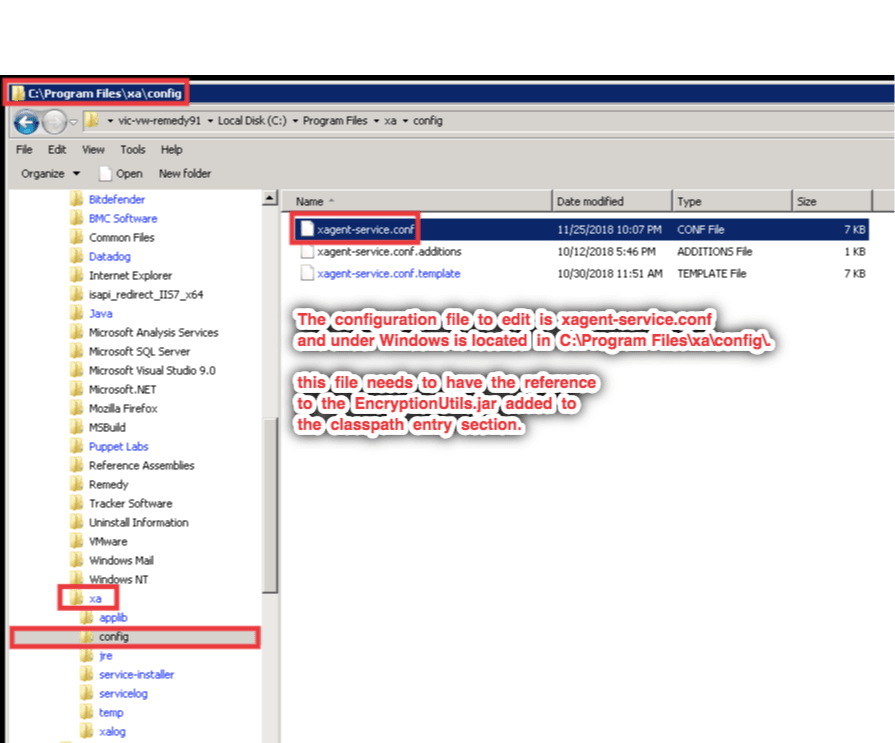 C:\Program Files\xa\config
vic-vw-remedy91 Local Disk (C:) Program Files xa config
File Edit View Tools Help
Organize Open New folder
Bitdefender
BMC Software
Common Files
Datadog
Internet Explorer
isapi_redirect_IIS7_x64
Java
Microsoft Analysis Services
Microsoft SQL Server
Microsoft Visual Studio 9.0
Microsoft.NET
Mozilla Firefox
MSBuild
Puppet Labs
Reference Assemblies
Remedy
Tracker Software
Uninstall Information
VMware
Windows Mail
Windows NT
xa
applib
config
jre
service-installer
servicelog
temp
xalog
Name Date modified Type Size
xagent-service.conf 11/25/2018 10:07 PM CONF File 7 KB
xagent-service.conf.additions 10/12/2018 5:46 PM ADDITIONS File 1 KB
xagent-service.conf.template 10/30/2018 11:51 AM TEMPLATE File 7 KB
The configuration file to edit is xagent-service.conf
and under Windows is located in C:\Program Files\xa\config\.
this file needs to have the reference
to the EncryptionUtils.jar added to
the classpath entry section.